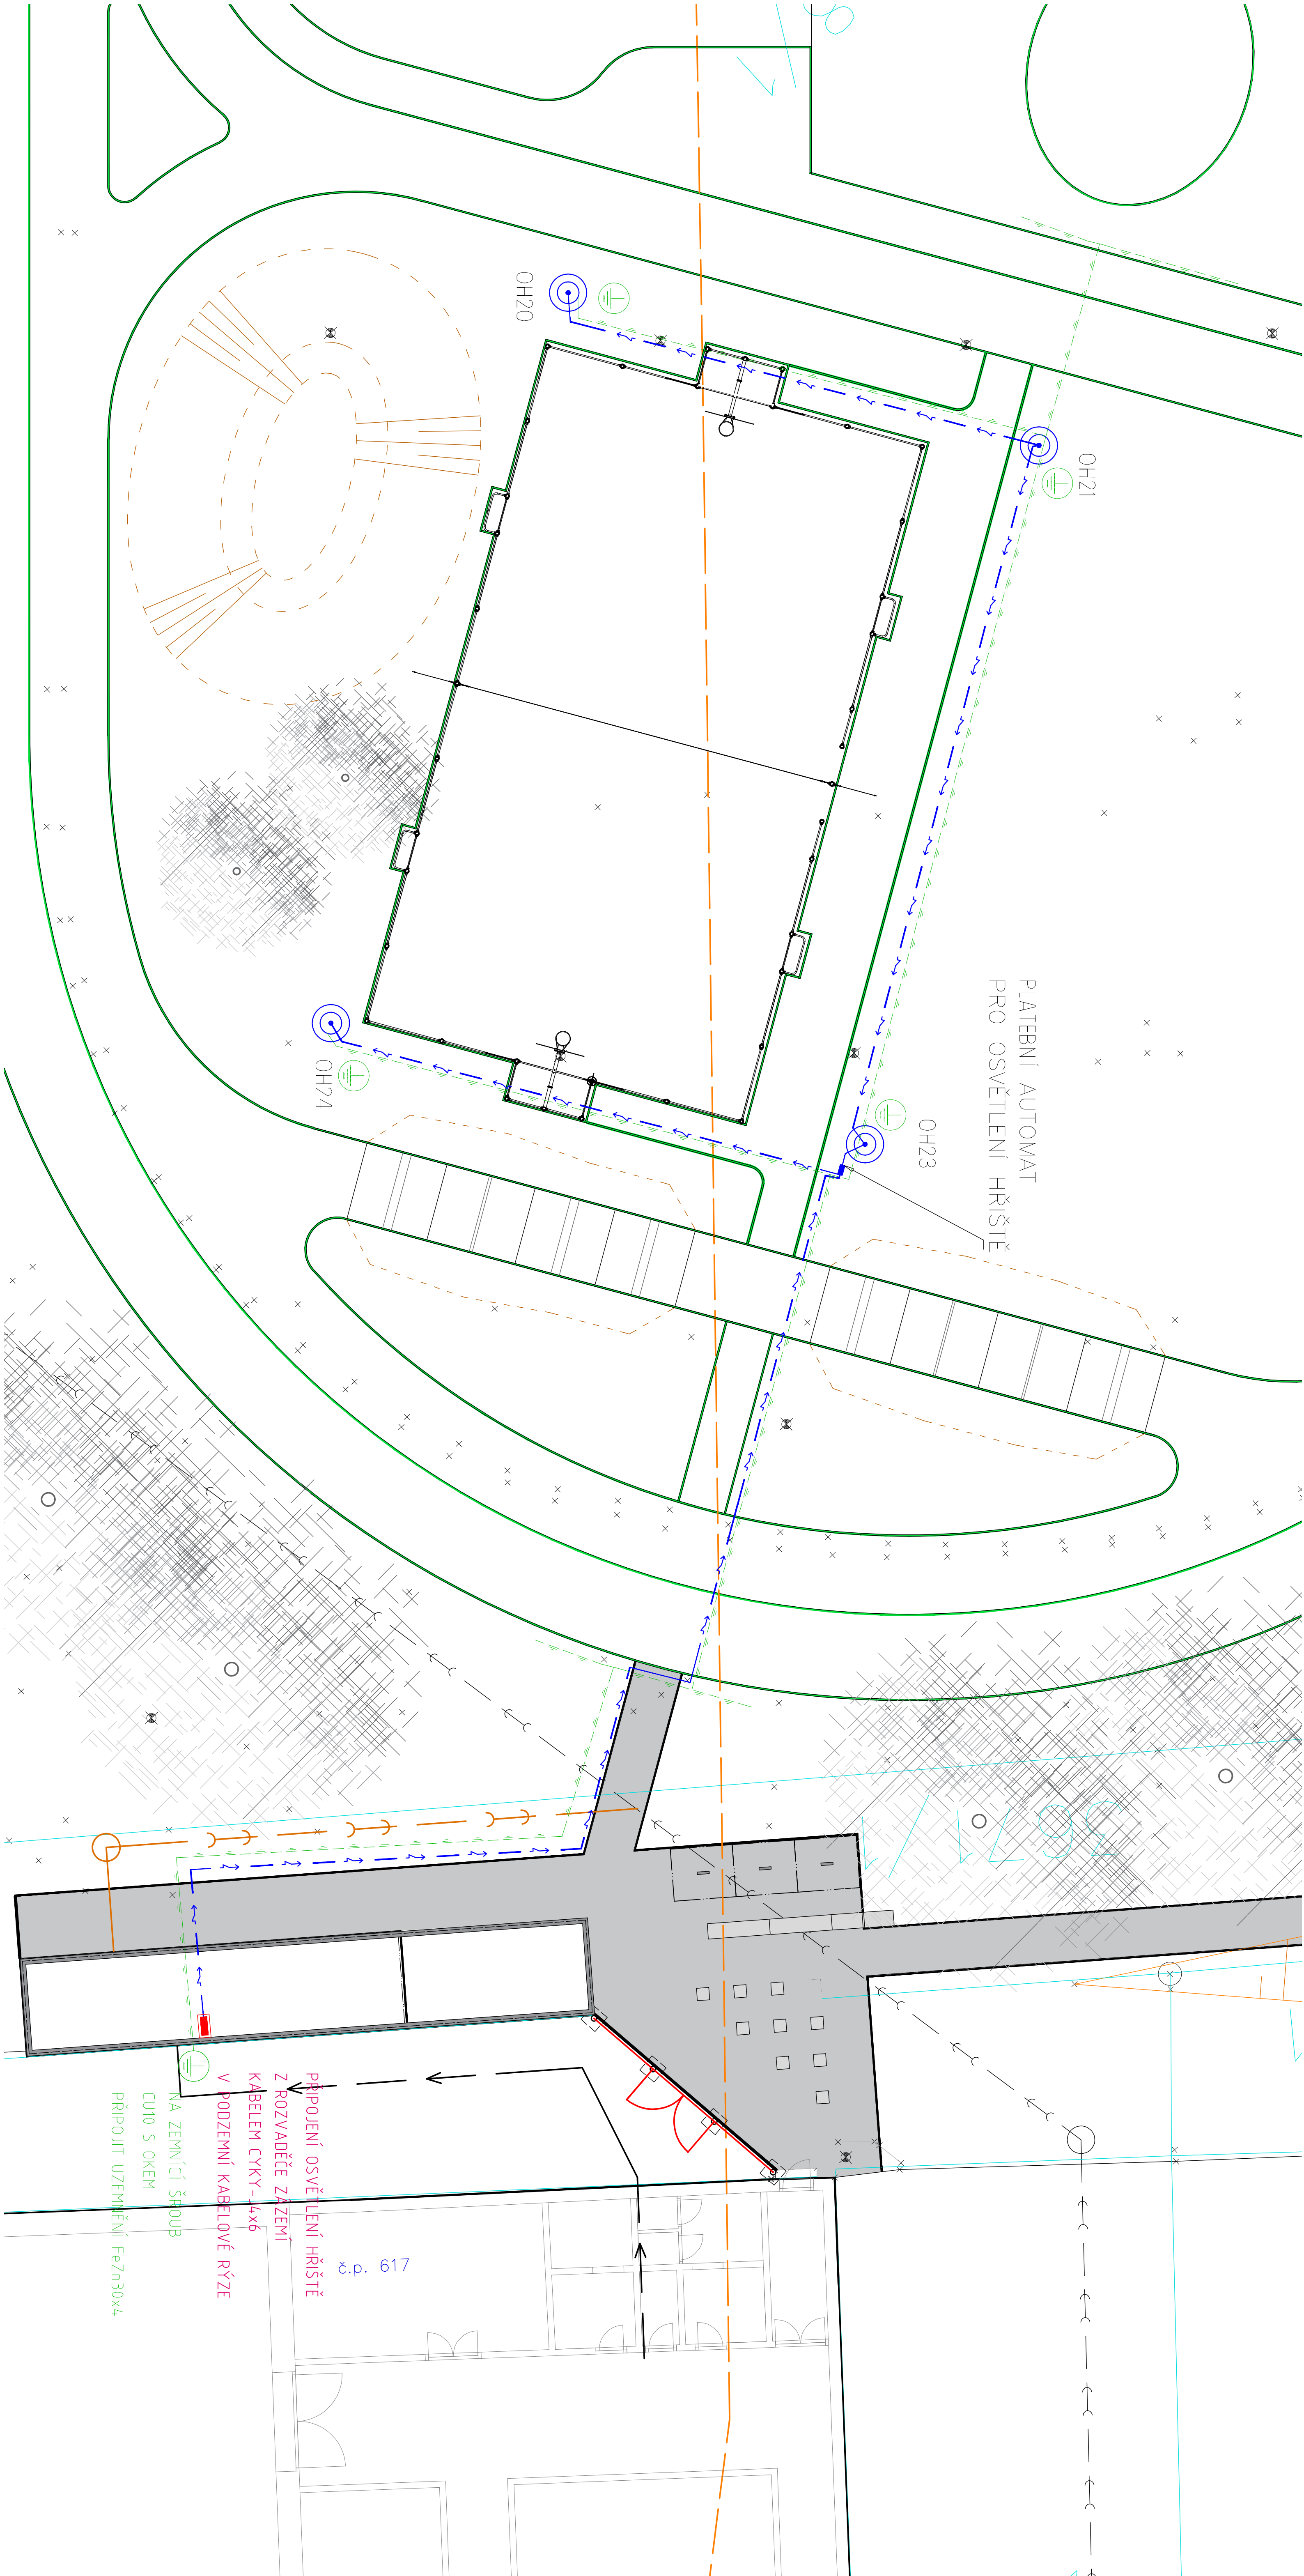 OH20
OH21
PLATEBNÍ AUTOMAT
PRO OSVĚTLENÍ HŘIŠTĚ
OH24
OH23
PŘIPOJENÍ OSVĚTLENÍ HŘIŠTĚ
Z ROZVADĚČE ZÁZEMÍ
KABELEM CYKY-J4x6
V PODZEMNÍ KABELOVÉ RÝZE
NA ZEMNÍCÍ ŠROUB
CU10 S OKEM
PŘIPOJIT UZEMNĚNÍ FeZn30x4
č.p. 617